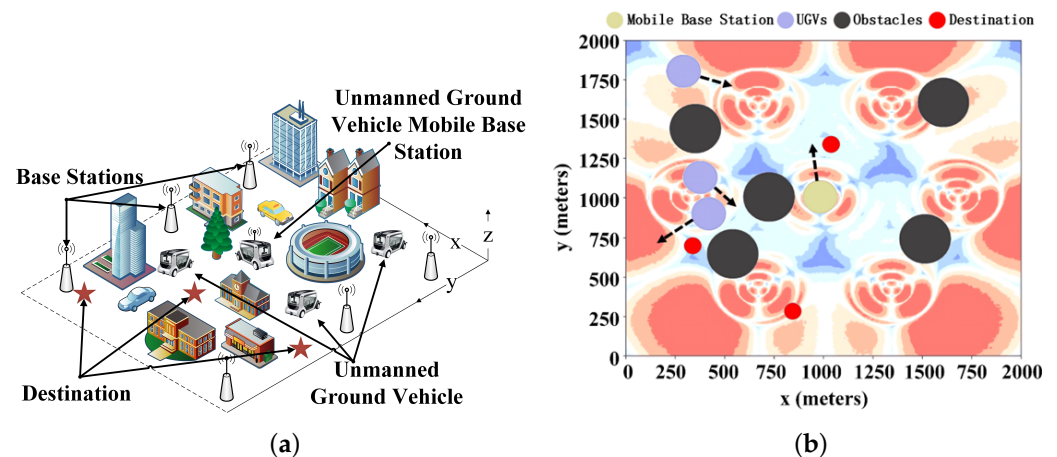 Unmanned Ground
Vehicle Mobile Base
Station
Base Stations
x
z
y
Destination
Unmanned
Ground Vehicle
(a)
Mobile Base Station UGVs Obstacles Destination
2000
1750
1500
1250
1000
750
500
250
0
y (meters)
0 250 500 750 1000 1250 1500 1750 2000
x (meters)
(b)